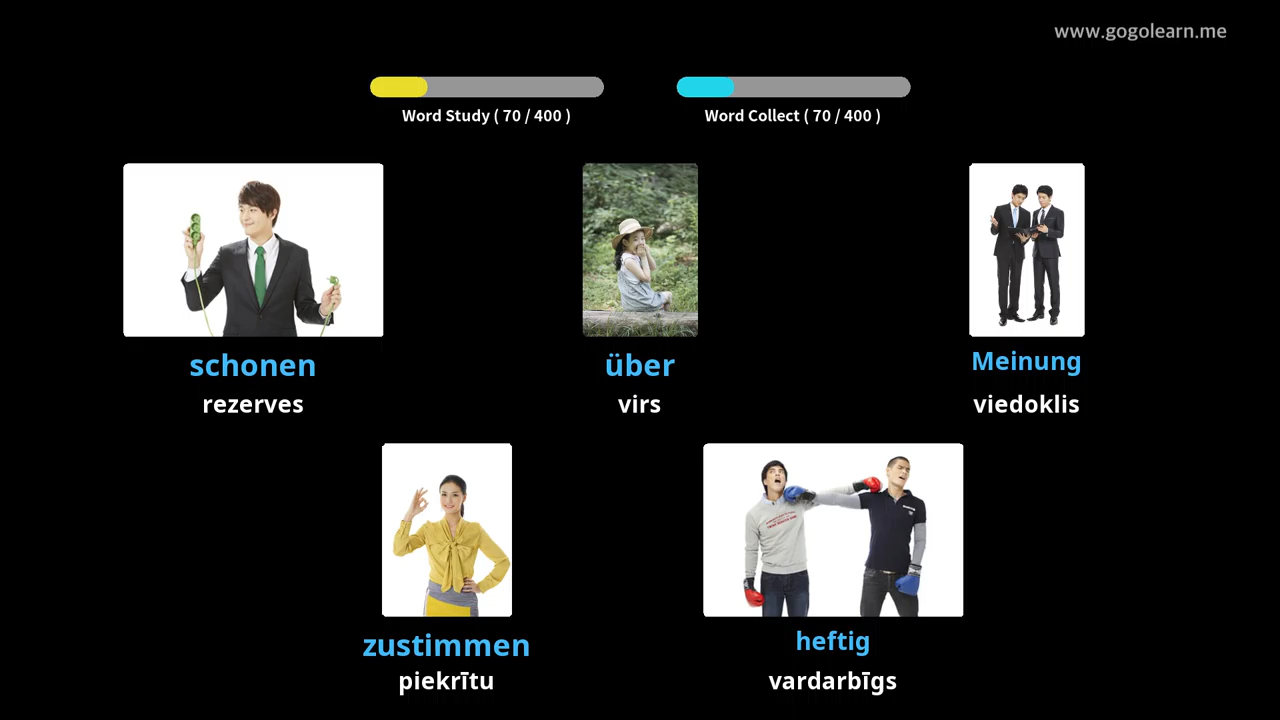 www.gogolearn.me
Word Study ( 70 / 400 )
Word Collect ( 70 / 400 )
schonen
rezerves
über
virs
Meinung
viedoklis
zustimmen
piekrītu
heftig
vardarbīgs